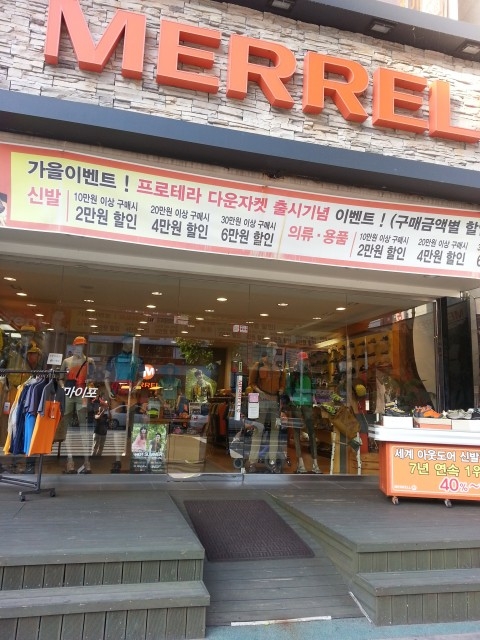 MERREL
가을이벤트 ! 프로테라 다운자켓 출시기념 이벤트 ! (구매금액별 할
신발 10만원 이상 구매시 2만원 할인 20만원 이상 구매시 4만원 할인 30만원 이상 구매시 6만원 할인 의류·용품 10만원 이상 구매시 2만원 할인 20만원 이상 구매시 4만원 할인
MERREL
마이포
세계 아웃도어 신발
7년 연속 1위
40%~